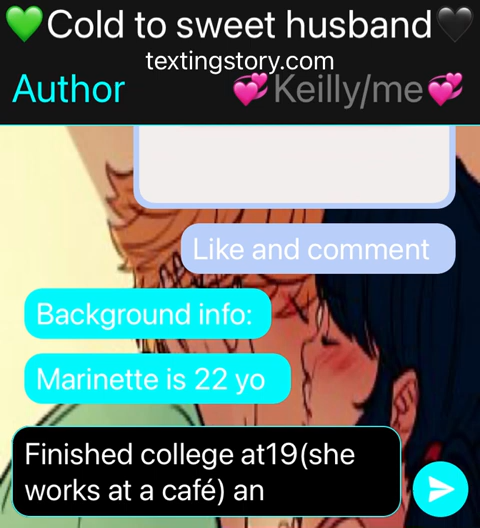 💚Cold to sweet husband🖤
textingstory.com
Author
💞Keilly/me💞
Like and comment
Background info:
Marinette is 22 yo
Finished college at19(she
works at a café) an